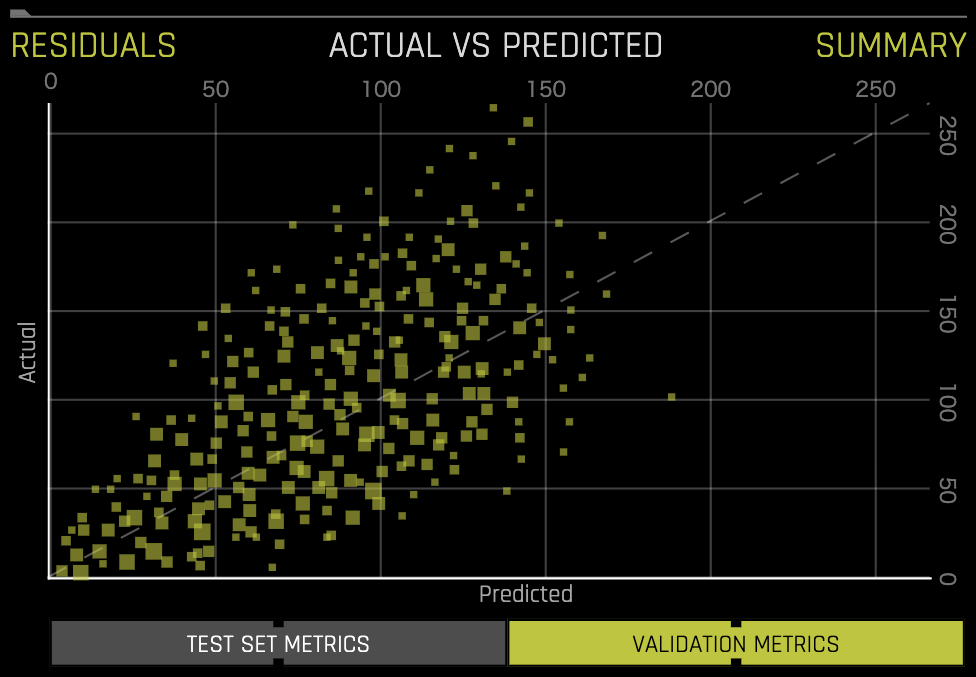 RESIDUALS ACTUAL VS PREDICTED SUMMARY
0 50 100 150 200 250
250
200
150
100
50
0
Actual
Predicted
TEST SET METRICS VALIDATION METRICS